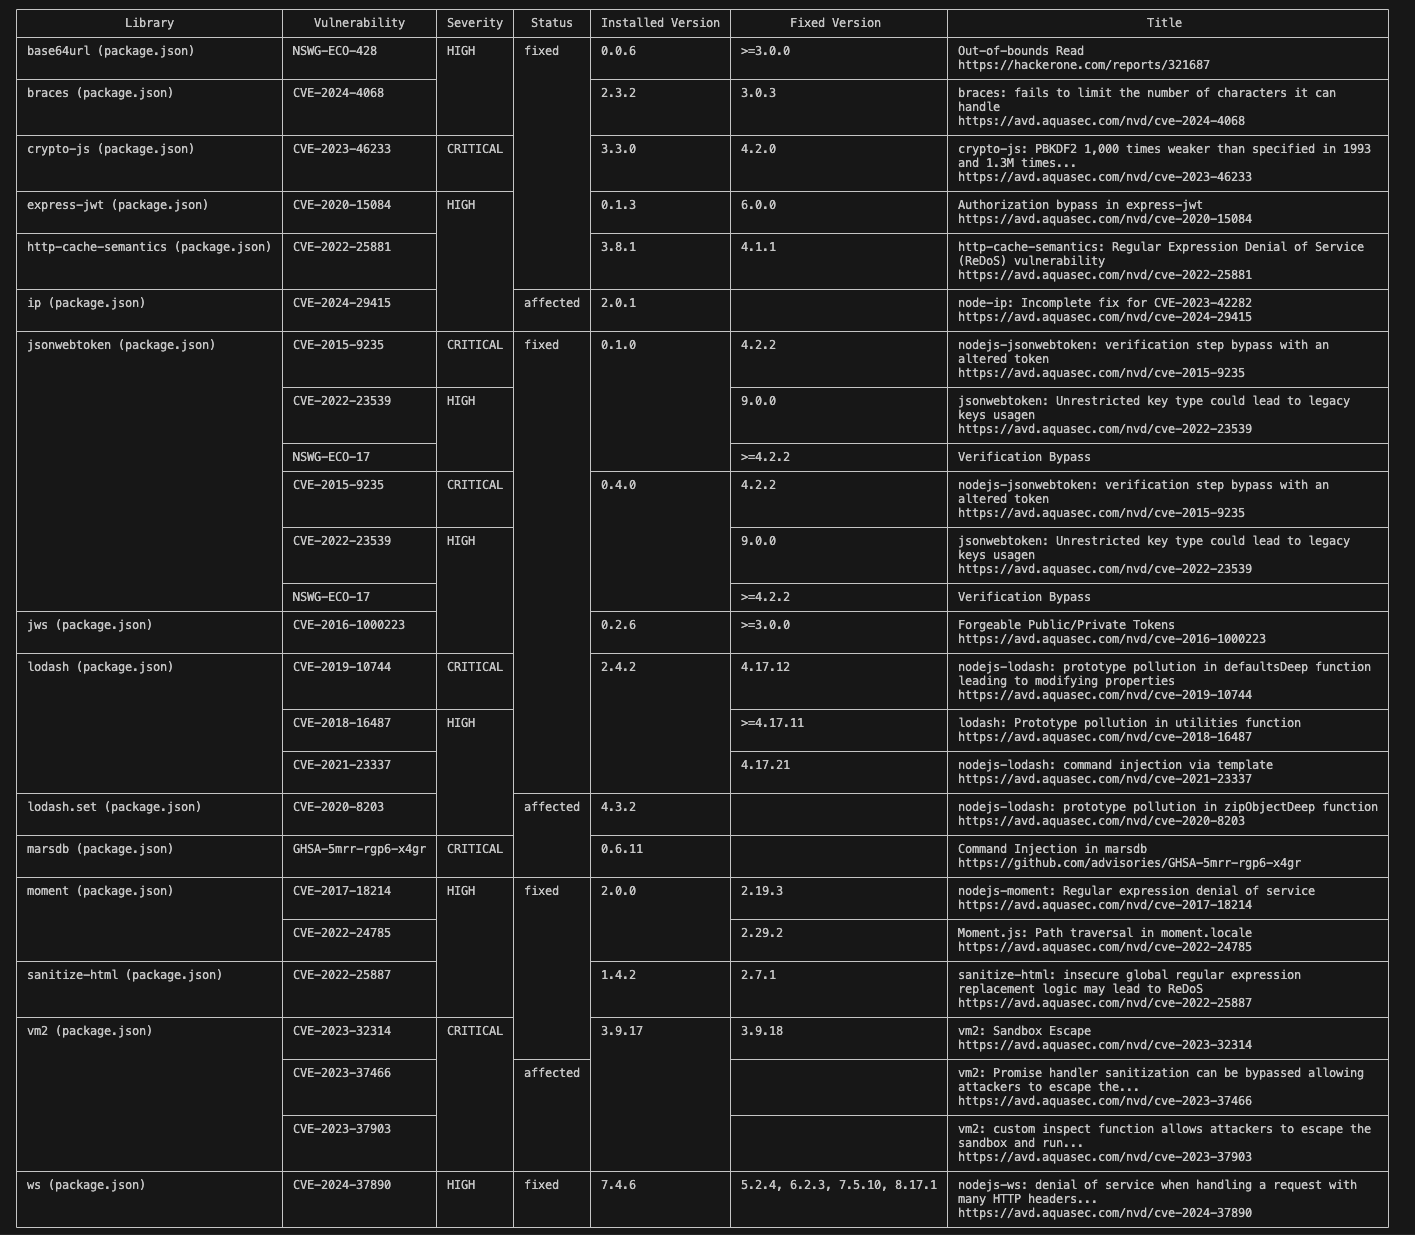 Library Vulnerability Severity Status Installed Version Fixed Version Title
base64url (package.json) NSWG-ECO-428 HIGH fixed 0.0.6 >=3.0.0 Out-of-bounds Read
https://hackerone.com/reports/321687
braces (package.json) CVE-2024-4068 2.3.2 3.0.3 braces: fails to limit the number of characters it can
handle
https://avd.aquasec.com/nvd/cve-2024-4068
crypto-js (package.json) CVE-2023-46233 CRITICAL 3.3.0 4.2.0 crypto-js: PBKDF2 1,000 times weaker than specified in 1993
and 1.3M times...
https://avd.aquasec.com/nvd/cve-2023-46233
express-jwt (package.json) CVE-2020-15084 HIGH 0.1.3 6.0.0 Authorization bypass in express-jwt
https://avd.aquasec.com/nvd/cve-2020-15084
http-cache-semantics (package.json) CVE-2022-25881 3.8.1 4.1.1 http-cache-semantics: Regular Expression Denial of Service
(ReDoS) vulnerability
https://avd.aquasec.com/nvd/cve-2022-25881
ip (package.json) CVE-2024-29415 affected 2.0.1 node-ip: Incomplete fix for CVE-2023-42282
https://avd.aquasec.com/nvd/cve-2024-29415
jsonwebtoken (package.json) CVE-2015-9235 CRITICAL fixed 0.1.0 4.2.2 nodejs-jsonwebtoken: verification step bypass with an
altered token
https://avd.aquasec.com/nvd/cve-2015-9235
CVE-2022-23539 HIGH 9.0.0 jsonwebtoken: Unrestricted key type could lead to legacy
keys usagen
https://avd.aquasec.com/nvd/cve-2022-23539
NSWG-ECO-17 >=4.2.2 Verification Bypass
CVE-2015-9235 CRITICAL 0.4.0 4.2.2 nodejs-jsonwebtoken: verification step bypass with an
altered token
https://avd.aquasec.com/nvd/cve-2015-9235
CVE-2022-23539 HIGH 9.0.0 jsonwebtoken: Unrestricted key type could lead to legacy
keys usagen
https://avd.aquasec.com/nvd/cve-2022-23539
NSWG-ECO-17 >=4.2.2 Verification Bypass
jws (package.json) CVE-2016-1000223 0.2.6 >=3.0.0 Forgeable Public/Private Tokens
https://avd.aquasec.com/nvd/cve-2016-1000223
lodash (package.json) CVE-2019-10744 CRITICAL 2.4.2 4.17.12 nodejs-lodash: prototype pollution in defaultsDeep function
leading to modifying properties
https://avd.aquasec.com/nvd/cve-2019-10744
CVE-2018-16487 HIGH >=4.17.11 lodash: Prototype pollution in utilities function
https://avd.aquasec.com/nvd/cve-2018-16487
CVE-2021-23337 4.17.21 nodejs-lodash: command injection via template
https://avd.aquasec.com/nvd/cve-2021-23337
lodash.set (package.json) CVE-2020-8203 affected 4.3.2 nodejs-lodash: prototype pollution in zipObjectDeep function
https://avd.aquasec.com/nvd/cve-2020-8203
marsdb (package.json) GHSA-5mrr-rgp6-x4gr CRITICAL 0.6.11 Command Injection in marsdb
https://github.com/advisories/GHSA-5mrr-rgp6-x4gr
moment (package.json) CVE-2017-18214 HIGH fixed 2.0.0 2.19.3 nodejs-moment: Regular expression denial of service
https://avd.aquasec.com/nvd/cve-2017-18214
CVE-2022-24785 2.29.2 Moment.js: Path traversal in moment.locale
https://avd.aquasec.com/nvd/cve-2022-24785
sanitize-html (package.json) CVE-2022-25887 1.4.2 2.7.1 sanitize-html: insecure global regular expression
replacement logic may lead to ReDoS
https://avd.aquasec.com/nvd/cve-2022-25887
vm2 (package.json) CVE-2023-32314 CRITICAL 3.9.17 3.9.18 vm2: Sandbox Escape
https://avd.aquasec.com/nvd/cve-2023-32314
CVE-2023-37466 affected vm2: Promise handler sanitization can be bypassed allowing
attackers to escape the...
https://avd.aquasec.com/nvd/cve-2023-37466
CVE-2023-37903 vm2: custom inspect function allows attackers to escape the
sandbox and run...
https://avd.aquasec.com/nvd/cve-2023-37903
ws (package.json) CVE-2024-37890 HIGH fixed 7.4.6 5.2.4, 6.2.3, 7.5.10, 8.17.1 nodejs-ws: denial of service when handling a request with
many HTTP headers...
https://avd.aquasec.com/nvd/cve-2024-37890